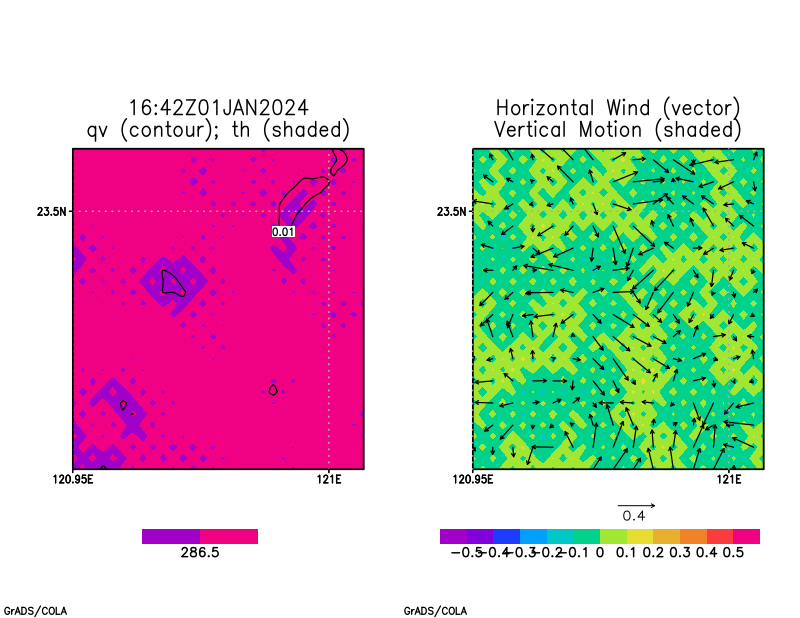 16:42Z01JAN2024
qv (contour); th (shaded)
23.5N
0.01
120.95E 121E
286.5
GrADS/COLA
Horizontal Wind (vector)
Vertical Motion (shaded)
23.5N
120.95E 121E
0.4
-0.5 -0.4 -0.3 -0.2 -0.1 0 0.1 0.2 0.3 0.4 0.5
GrADS/COLA